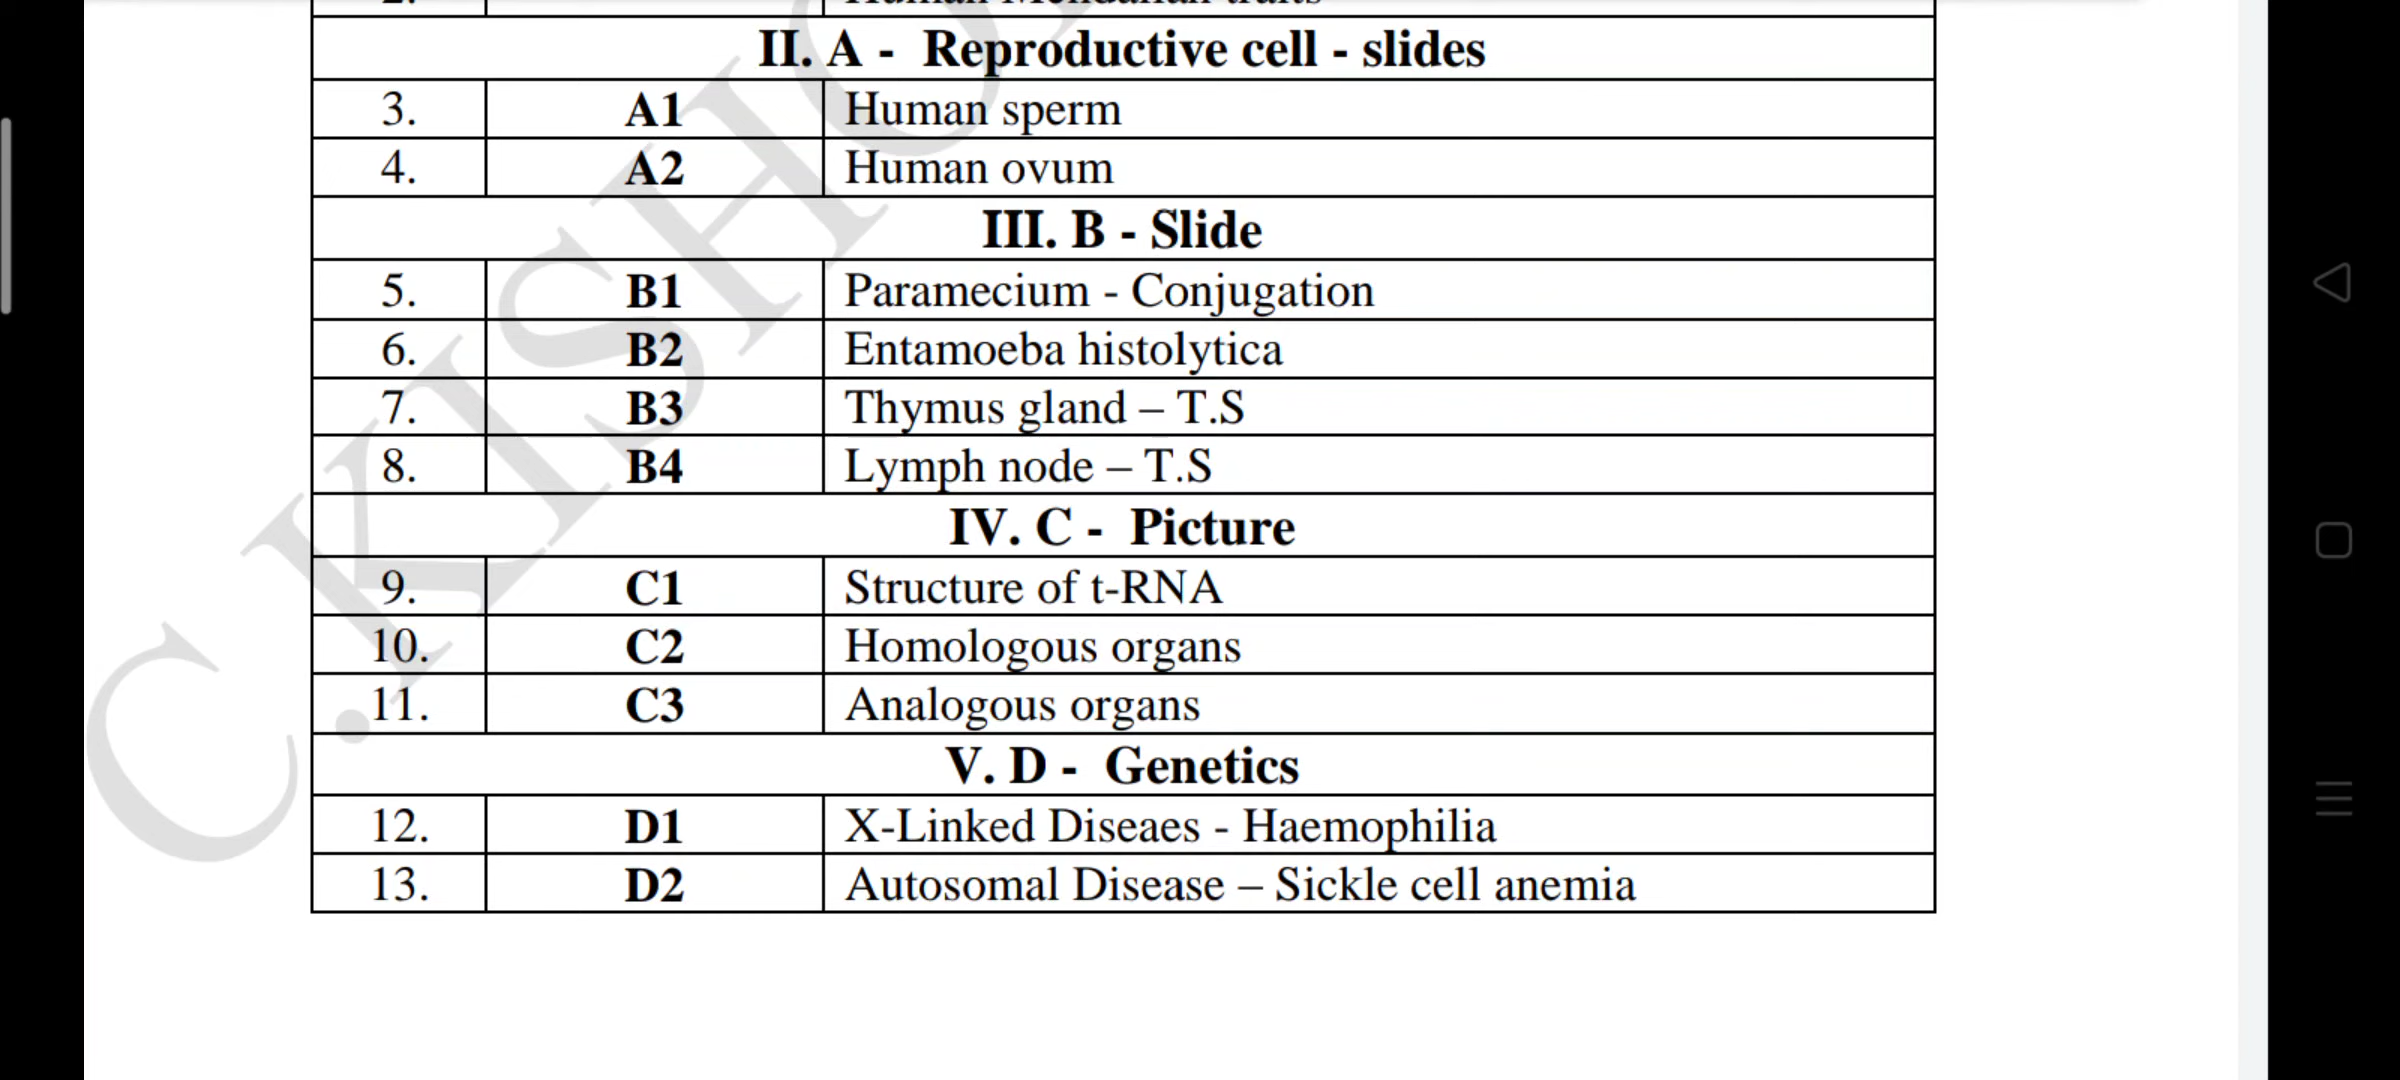 II. A - Reproductive cell - slides
3. A1 Human sperm
4. A2 Human ovum
III. B - Slide
5. B1 Paramecium - Conjugation
6. B2 Entamoeba histolytica
7. B3 Thymus gland – T.S
8. B4 Lymph node – T.S
IV. C - Picture
9. C1 Structure of t-RNA
10. C2 Homologous organs
11. C3 Analogous organs
V. D - Genetics
12. D1 X-Linked Diseaes - Haemophilia
13. D2 Autosomal Disease – Sickle cell anemia
C.KISHO